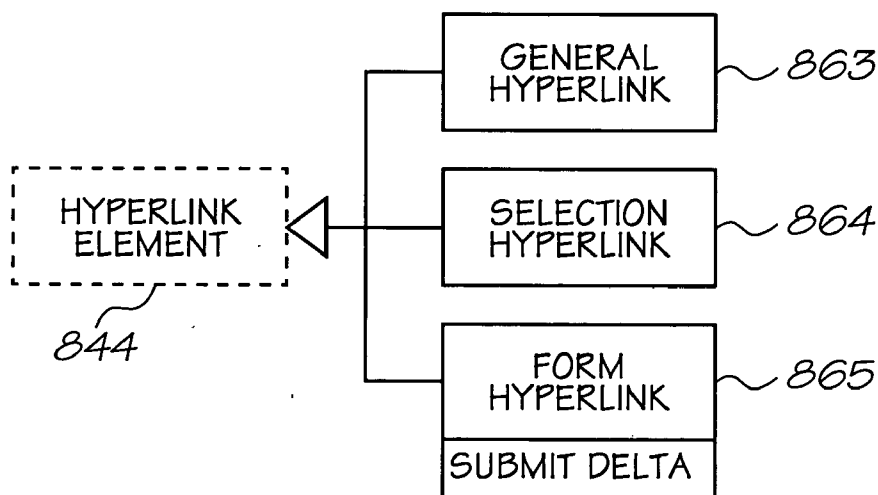 GENERAL
HYPERLINK
863
HYPERLINK
ELEMENT
844
SELECTION
HYPERLINK
864
FORM
HYPERLINK
865
SUBMIT DELTA